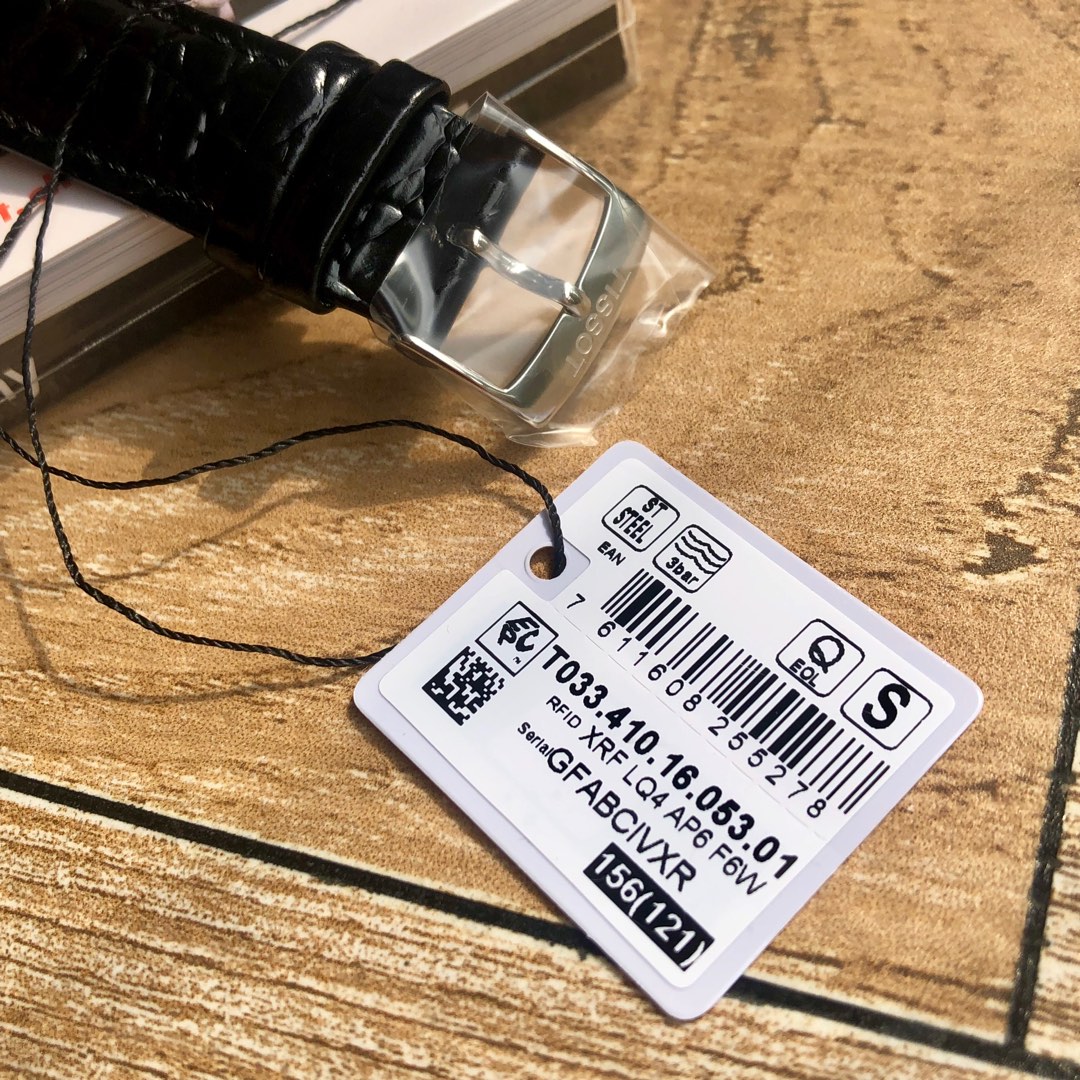 TISSOT
ST
STEEL
3bar
EAN
7 611608 255278
Q
EOL
S
EPC™
T033.410.16.053.01
RFID XRF LQ4 AP6 F6W
Serial GFABCIVXR
156(121)